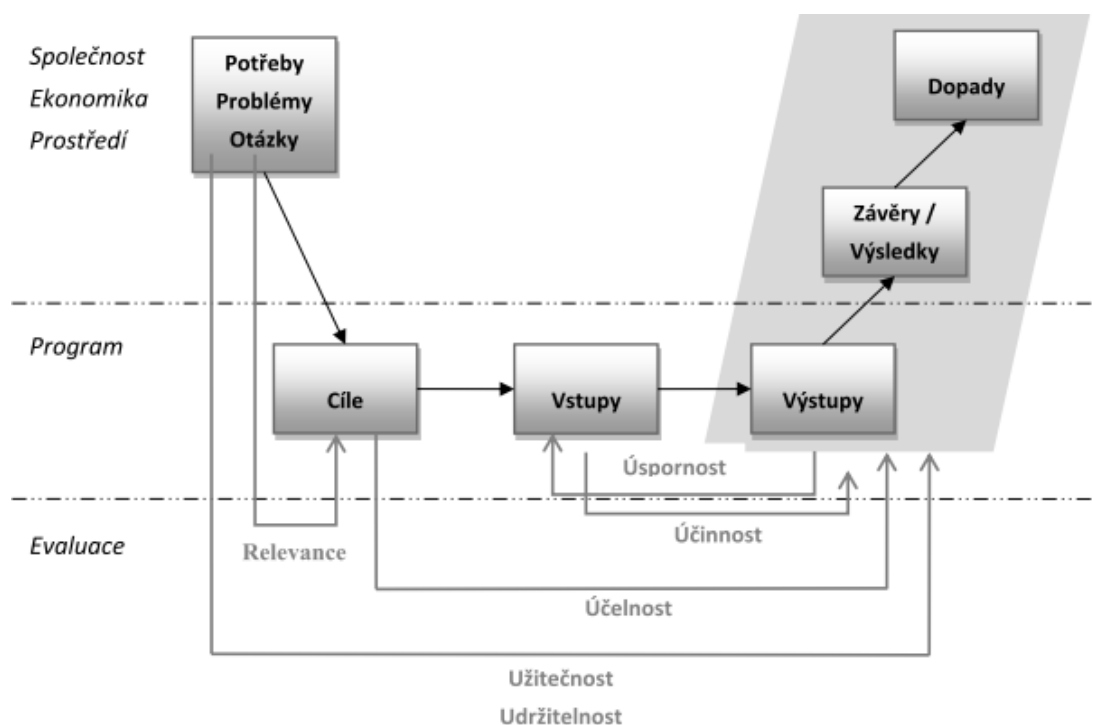 Společnost
Ekonomika
Prostředí
Potřeby
Problémy
Otázky
Dopady
Závěry /
Výsledky
Program
Cíle
Vstupy
Výstupy
Úspornost
Účinnost
Evaluace
Relevance
Účelnost
Užitečnost
Udržitelnost